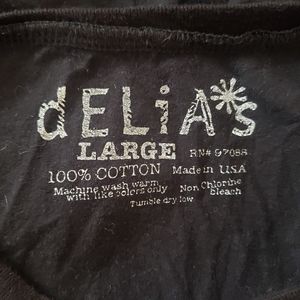 dELiA*s
LARGE RN# 97088
100% COTTON Made in USA
Machine wash warm Non Chlorine
with like colors only bleach
Tumble dry low